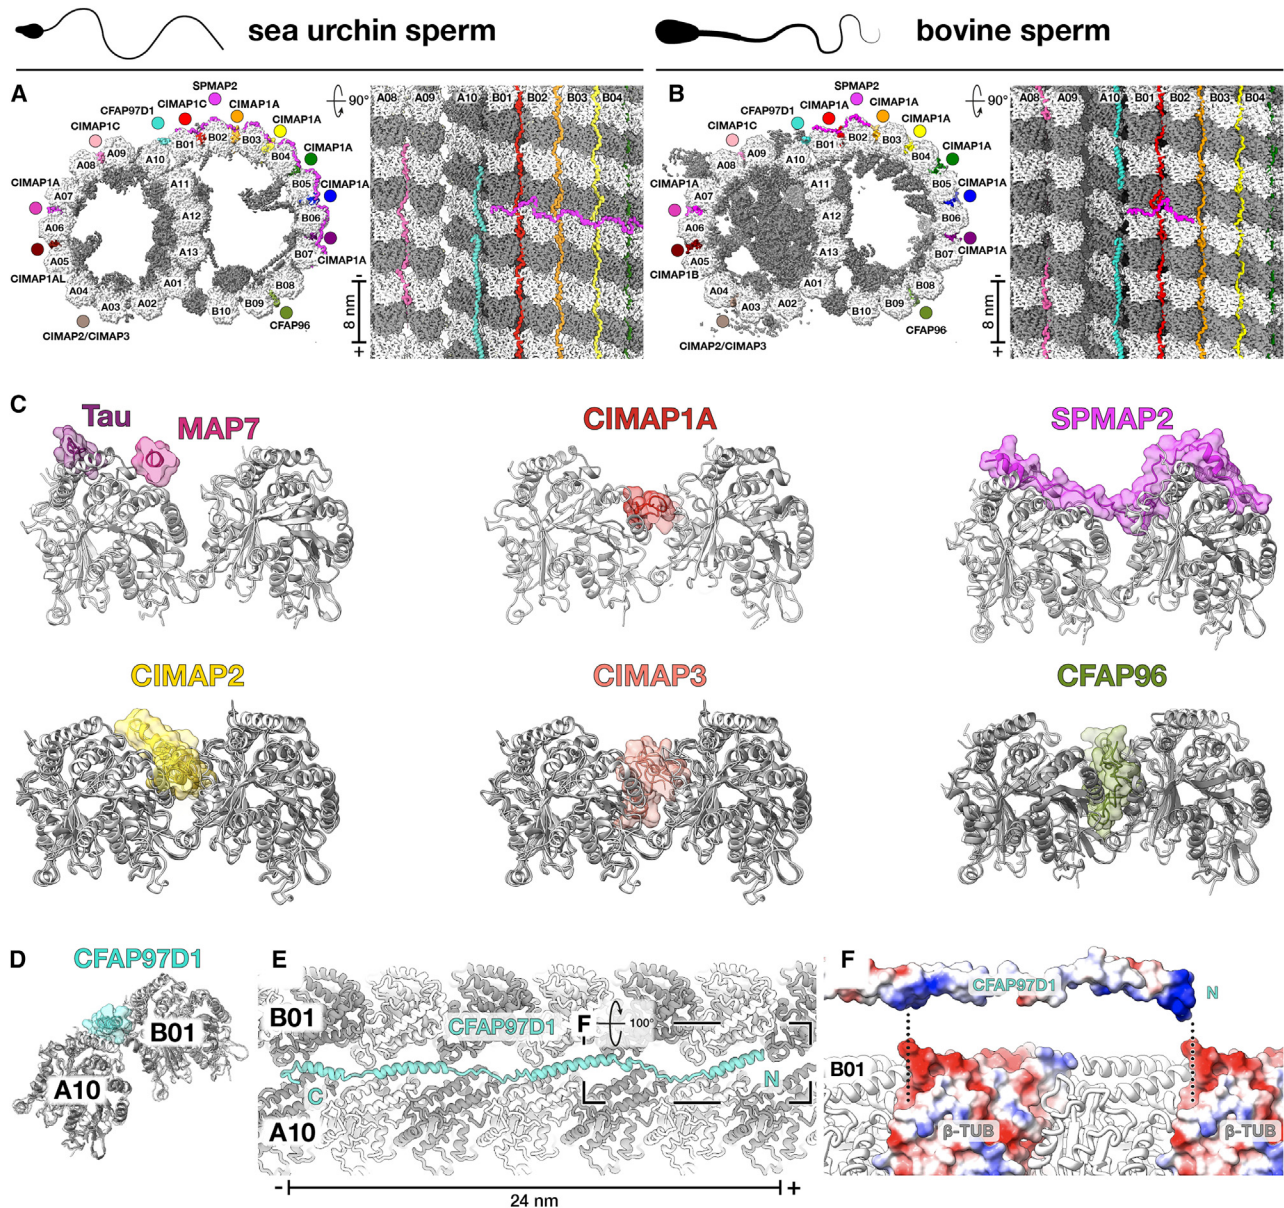 sea urchin sperm
bovine sperm
A
SPMAP2
CIMAP1C
CIMAP1A
CFAP97D1
CIMAP1A
CIMAP1C
CIMAP1A
CIMAP1A
CIMAP1A
CIMAP1A
CIMAP1AL
CIMAP2/CIMAP3
CFAP96
B01
B02
B03
B04
B05
B06
B07
B08
B09
B10
A01
A02
A03
A04
A05
A06
A07
A08
A09
A10
A11
A12
A13
90°
-
8 nm
+
A08
A09
A10
B01
B02
B03
B04
B
SPMAP2
CFAP97D1
CIMAP1A
CIMAP1A
CIMAP1A
CIMAP1C
CIMAP1A
CIMAP1A
CIMAP1A
CIMAP1A
CIMAP1B
CIMAP2/CIMAP3
CFAP96
B01
B02
B03
B04
B05
B06
B07
B08
B09
B10
A01
A02
A03
A04
A05
A06
A07
A08
A09
A10
A11
A12
A13
90°
-
8 nm
+
A08
A09
A10
B01
B02
B03
B04
C
Tau
MAP7
CIMAP1A
SPMAP2
CIMAP2
CIMAP3
CFAP96
D
CFAP97D1
B01
A10
E
B01
CFAP97D1
F
100°
C
N
A10
-
24 nm
+
F
CFAP97D1
N
B01
β-TUB
β-TUB